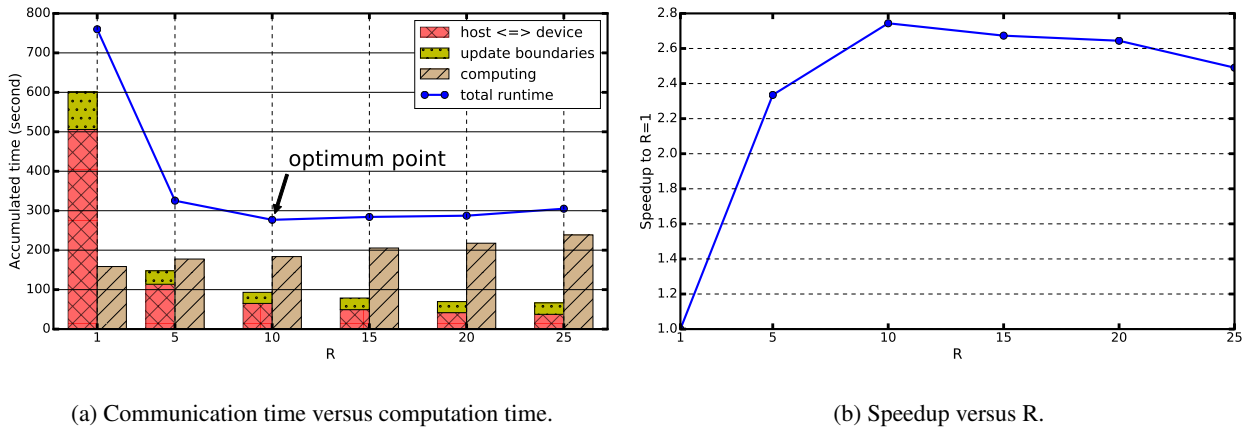 800
700
600
500
400
300
200
100
0
Accumulated time (second)
host <=> device
update boundaries
computing
total runtime
optimum point
1 5 10 15 20 25
R
(a) Communication time versus computation time.
2.8
2.6
2.4
2.2
2.0
1.8
1.6
1.4
1.2
1.0
Speedup to R=1
1 5 10 15 20 25
R
(b) Speedup versus R.